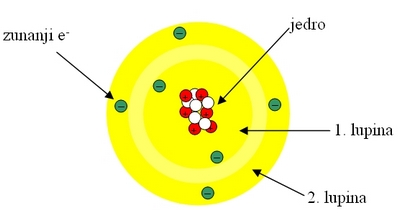 jedro
zunanji e-
1. lupina
2. lupina